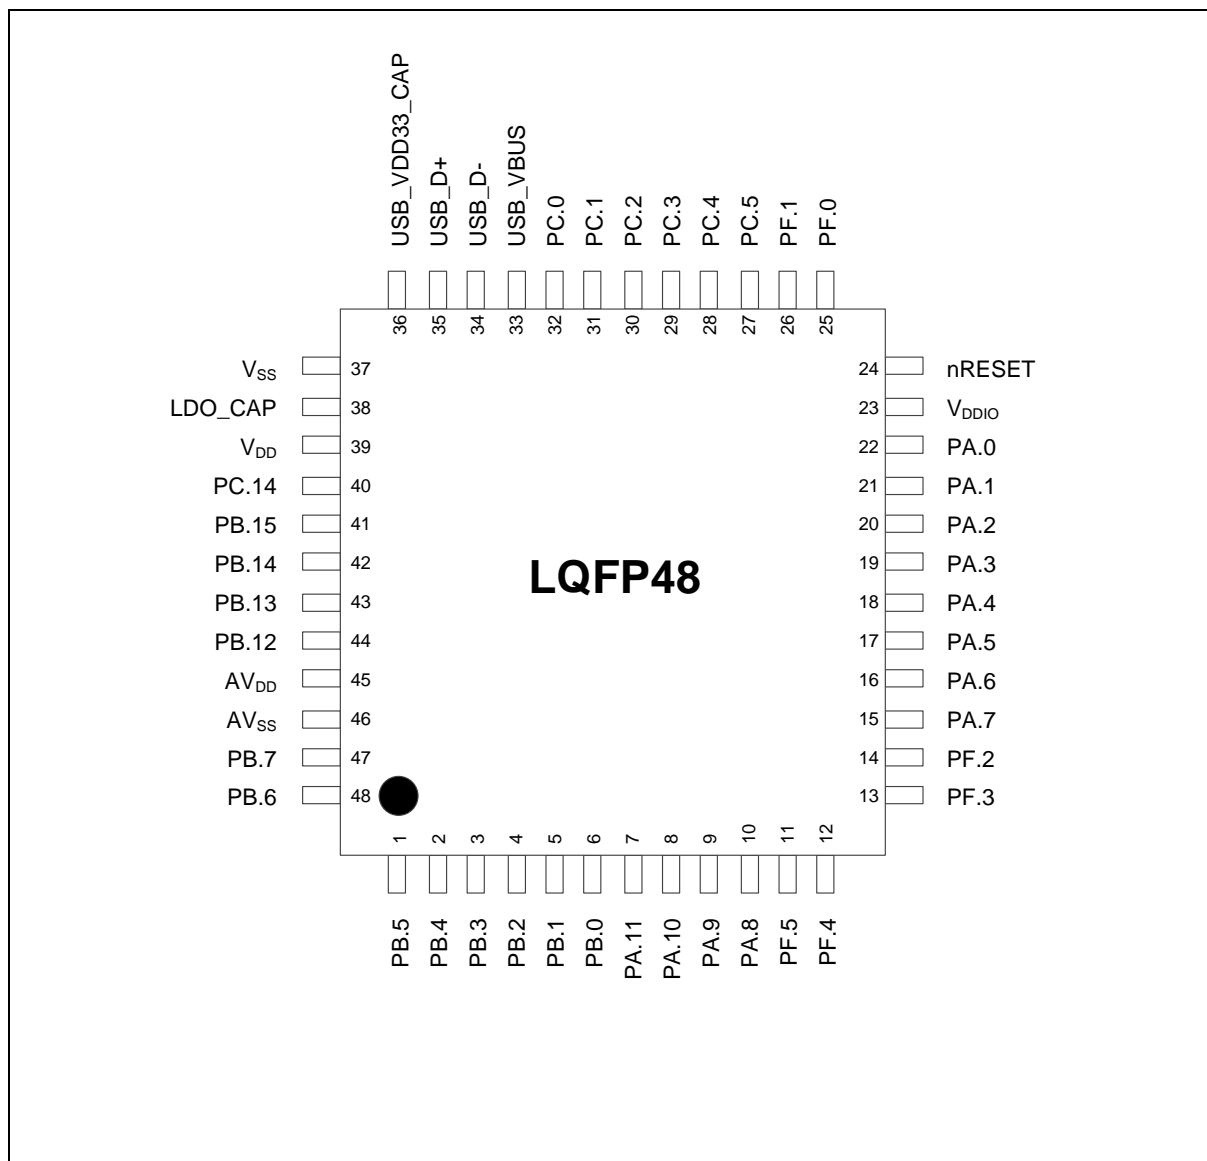 USB_VDD33_CAP
USB_D+
USB_D-
USB_VBUS
PC.0
PC.1
PC.2
PC.3
PC.4
PC.5
PF.1
PF.0
36
35
34
33
32
31
30
29
28
27
26
25
VSS 37
24 nRESET
LDO_CAP 38
23 VDDIO
VDD 39
22 PA.0
PC.14 40
21 PA.1
PB.15 41
20 PA.2
PB.14 42
19 PA.3
LQFP48
PB.13 43
18 PA.4
PB.12 44
17 PA.5
AVDD 45
16 PA.6
AVSS 46
15 PA.7
PB.7 47
14 PF.2
PB.6 48
13 PF.3
1
2
3
4
5
6
7
8
9
10
11
12
PB.5
PB.4
PB.3
PB.2
PB.1
PB.0
PA.11
PA.10
PA.9
PA.8
PF.5
PF.4